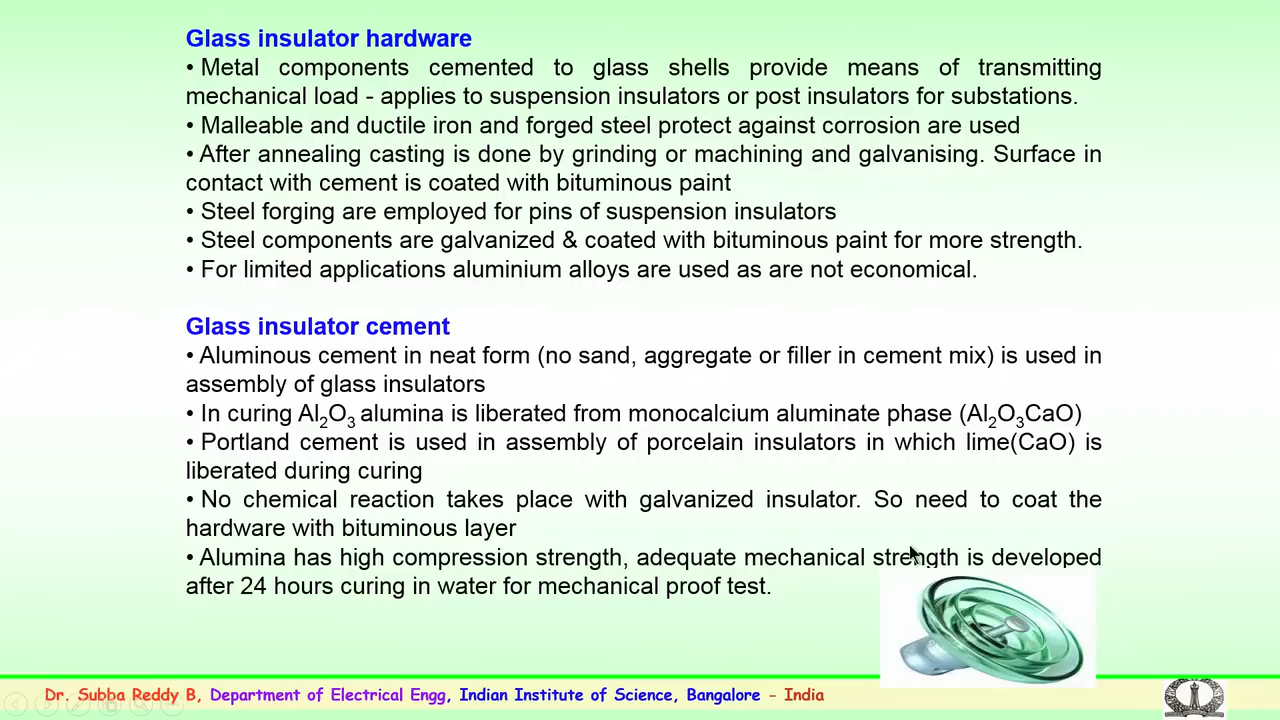 Glass insulator hardware
• Metal components cemented to glass shells provide means of transmitting
mechanical load - applies to suspension insulators or post insulators for substations.
• Malleable and ductile iron and forged steel protect against corrosion are used
• After annealing casting is done by grinding or machining and galvanising. Surface in
contact with cement is coated with bituminous paint
• Steel forging are employed for pins of suspension insulators
• Steel components are galvanized & coated with bituminous paint for more strength.
• For limited applications aluminium alloys are used as are not economical.
Glass insulator cement
• Aluminous cement in neat form (no sand, aggregate or filler in cement mix) is used in
assembly of glass insulators
• In curing Al₂O₃ alumina is liberated from monocalcium aluminate phase (Al₂O₃CaO)
• Portland cement is used in assembly of porcelain insulators in which lime(CaO) is
liberated during curing
• No chemical reaction takes place with galvanized insulator. So need to coat the
hardware with bituminous layer
• Alumina has high compression strength, adequate mechanical strength is developed
after 24 hours curing in water for mechanical proof test.
Dr. Subba Reddy B, Department of Electrical Engg, Indian Institute of Science, Bangalore - India